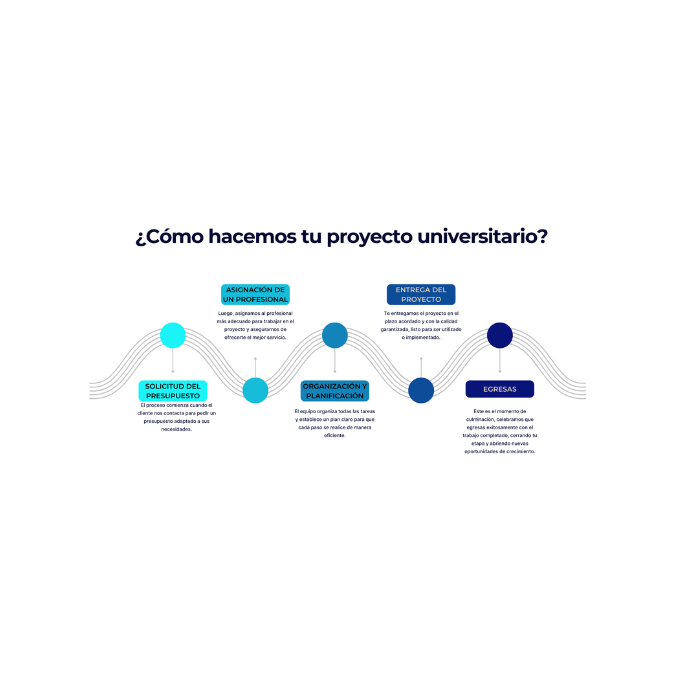 ¿Cómo hacemos tu proyecto universitario?
SOLICITUD DEL
PRESUPUESTO
El proceso comienza cuando el
cliente nos contacta para pedir un
presupuesto adaptado a sus
necesidades.
ASIGNACIÓN DE
UN PROFESIONAL
Luego, asignamos al profesional
más adecuado para trabajar en el
proyecto y asegurarnos de
ofrecerte el mejor servicio.
ORGANIZACIÓN Y
PLANIFICACIÓN
El equipo organiza todas las tareas
y establece un plan claro para que
cada paso se realice de manera
eficiente.
ENTREGA DEL
PROYECTO
Te entregamos el proyecto en el
plazo acordado y con la calidad
garantizada, listo para ser utilizado
o implementado.
EGRESAS
Este es el momento de
culminación, celebramos que
egresas exitosamente con el
trabajo completado, cerrando tu
etapa y abriendo nuevas
oportunidades de crecimiento.